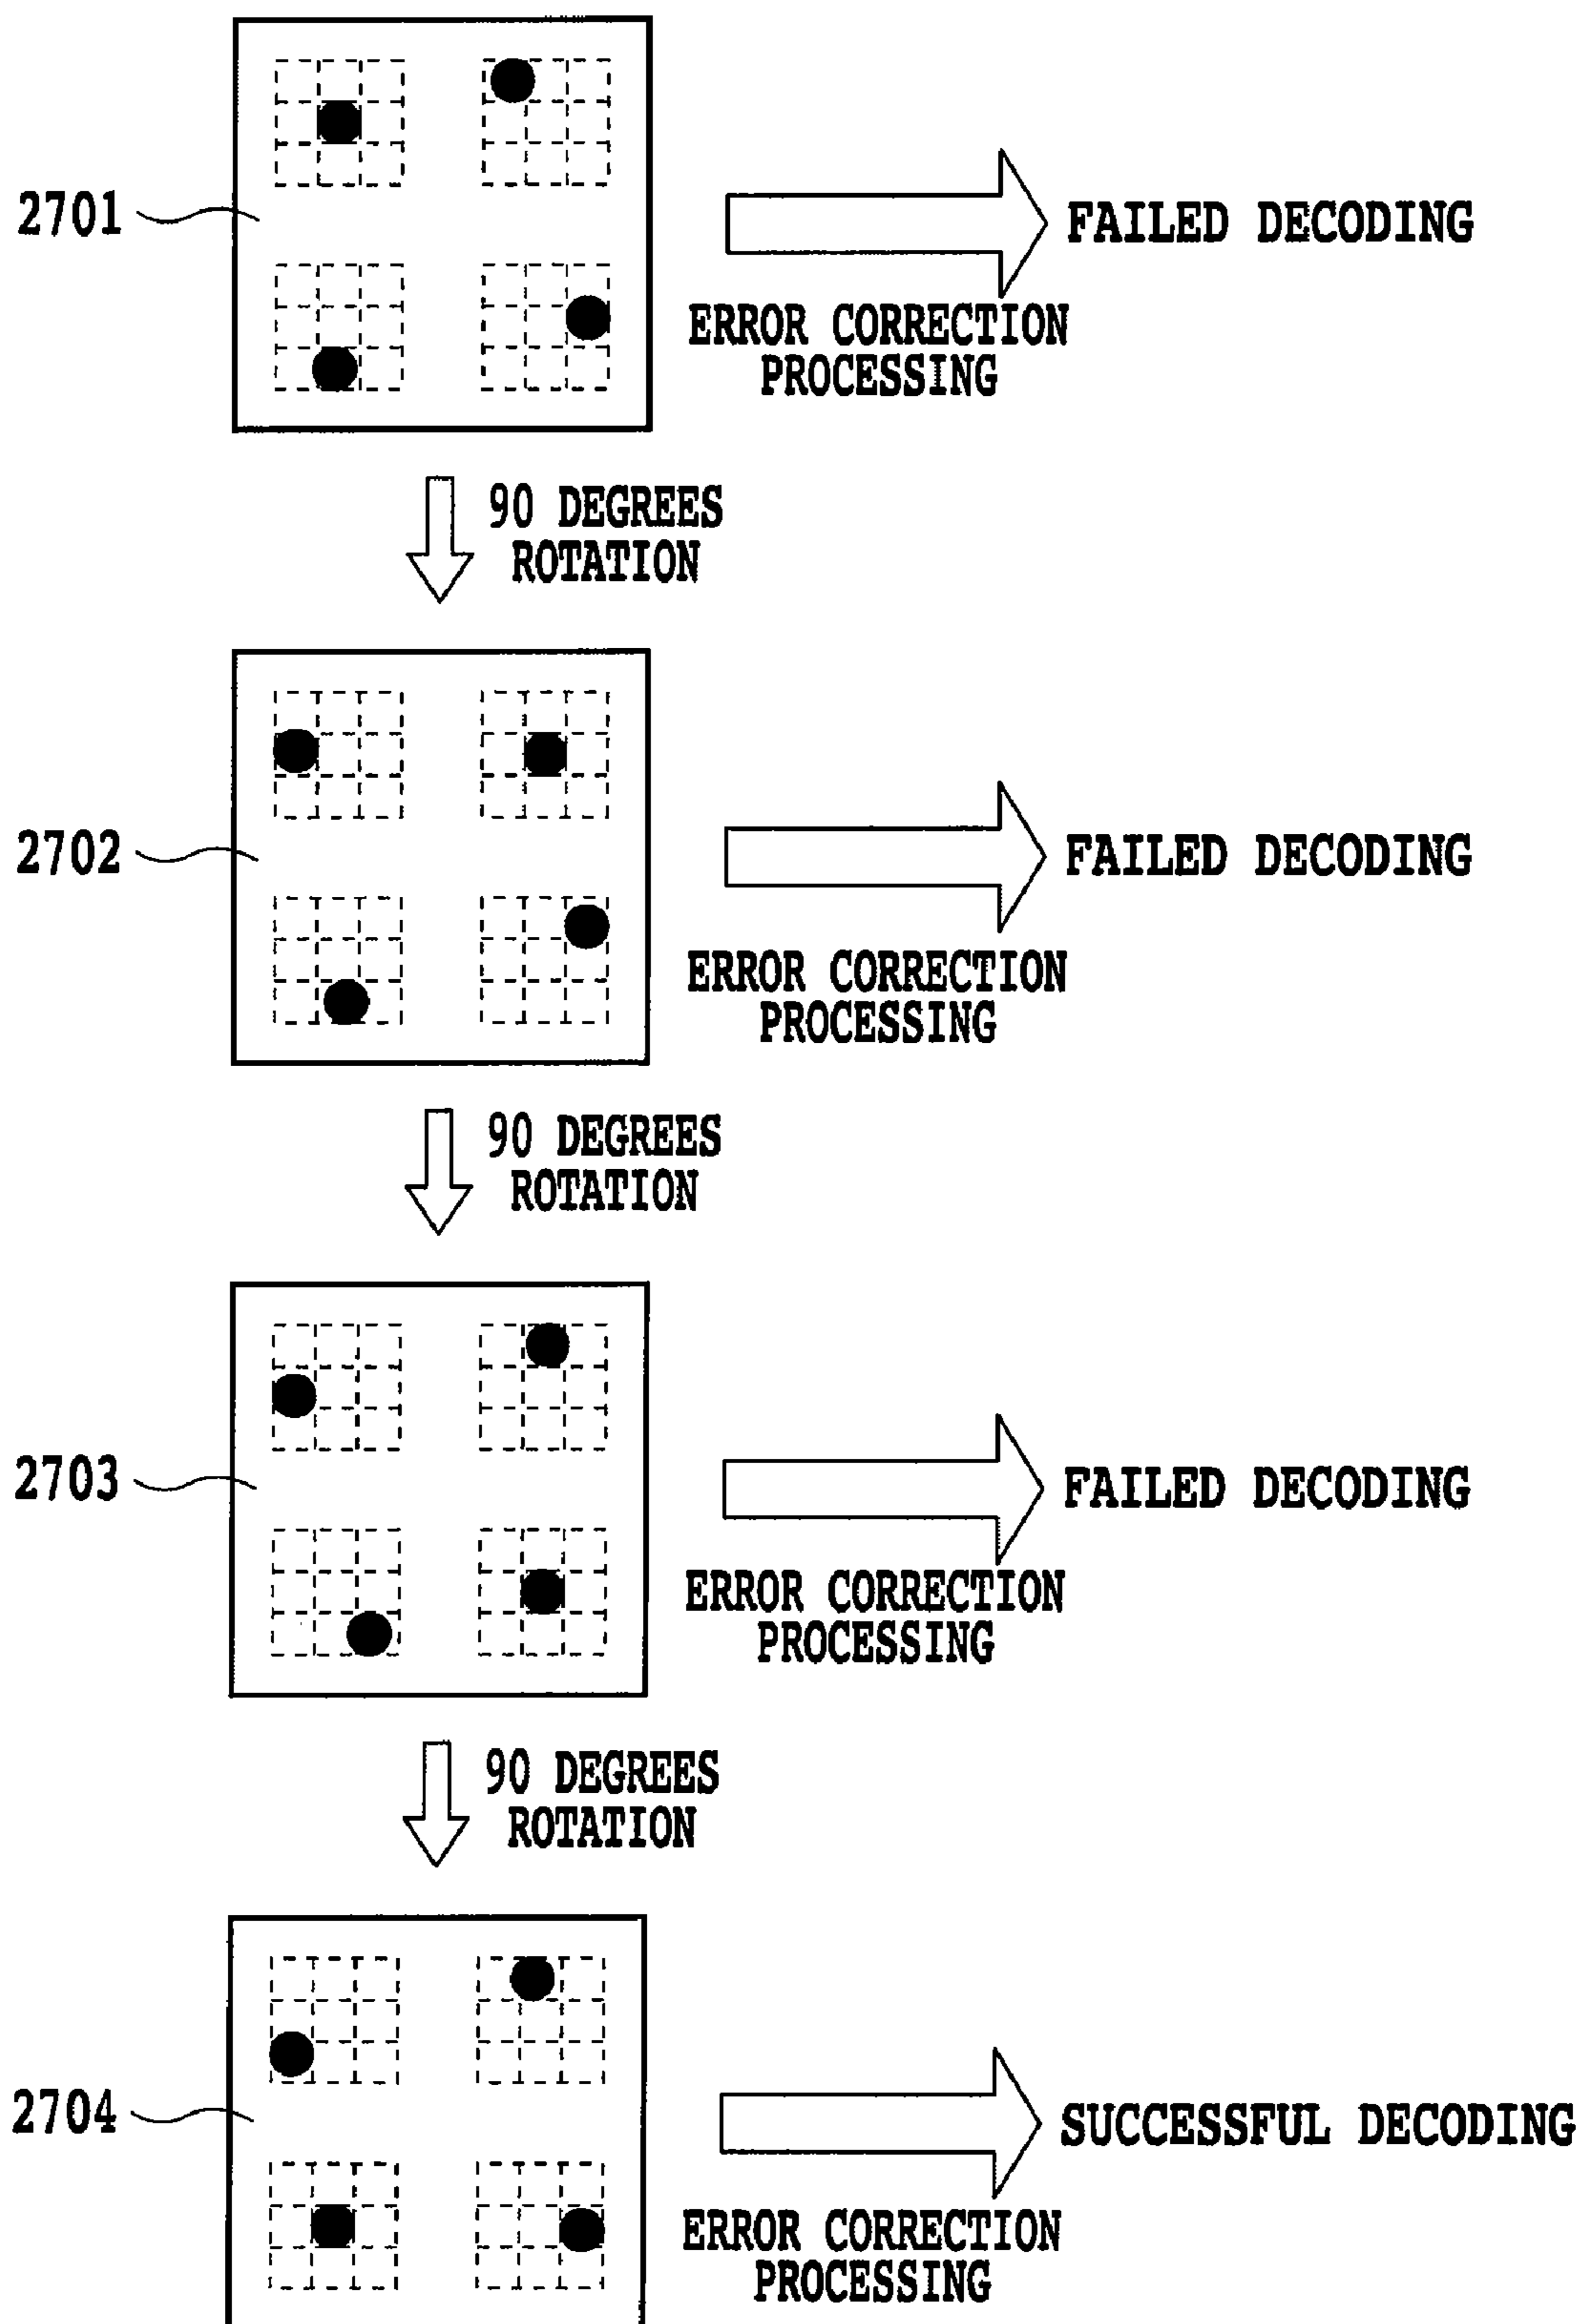 2701
FAILED DECODING
ERROR CORRECTION
PROCESSING
90 DEGREES
ROTATION
2702
FAILED DECODING
ERROR CORRECTION
PROCESSING
90 DEGREES
ROTATION
2703
FAILED DECODING
ERROR CORRECTION
PROCESSING
90 DEGREES
ROTATION
2704
SUCCESSFUL DECODING
ERROR CORRECTION
PROCESSING